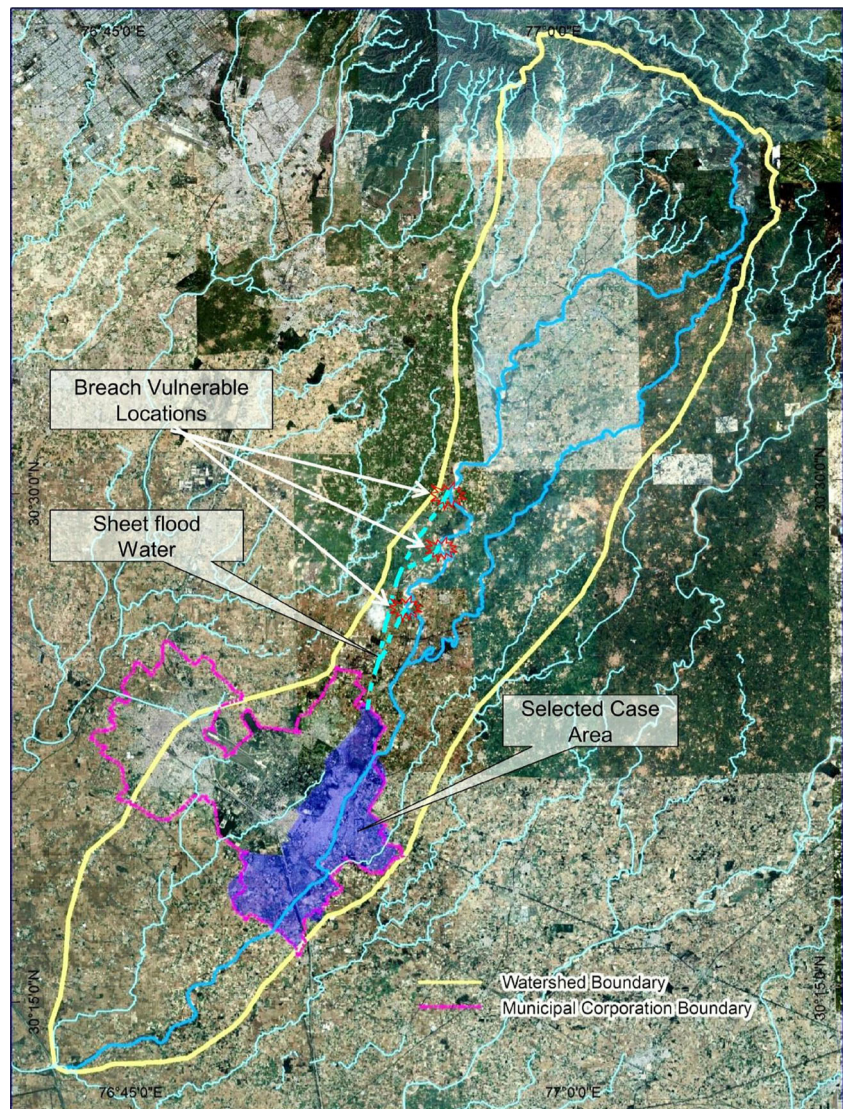 75°45'0"E
77°0'0"E
Breach Vulnerable
Locations
30°30'0"N
30°30'0"N
Sheet flood
Water
Selected Case
Area
Watershed Boundary
Municipal Corporation Boundary
30°15'0"N
30°15'0"N
76°45'0"E
77°0'0"E